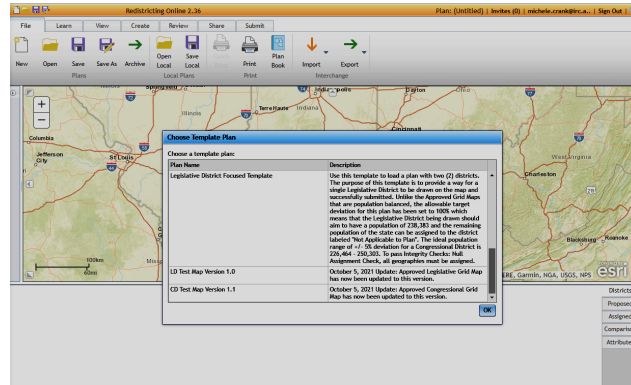 Redistricting Online 2.36
Plan: (Untitled) | Invites (0) | michele.crank@irc.a.. | Sign Out |
File Learn View Create Review Share Submit
New Open Save Save As Archive
Open Local
Save Local
Print
Plan Book
Import Export
Plans Local Plans Print Interchange
Illinois
Terre Haute Indiana
Dayton Ohio
Cincinnati
Columbia
Jefferson City
St Louis
West Virginia
Charleston
Blacksburg
Roanoke
100km
60mi
ERE, Garmin, NGA, USGS, NPS
esri
Choose Template Plan
Choose a template plan:
Plan Name Description
Legislative District Focused Template
Use this template to load a plan with two (2) districts.
The purpose of this template is to provide a way for a
single Legislative District to be drawn on the map and
successfully submitted. Unlike the Approved Grid Maps
that are population balanced, the allowable target
deviation for this plan has been set to 100% which
means that the Legislative District being drawn should
aim to have a population of 238,383 and the remaining
population of the state can be assigned to the district
labeled "Not Applicable to Plan". The ideal population
range of +/- 5% deviation for a Congressional District is
226,464 - 250,303. To pass Integrity Checks: Null
Assignment Check, all geographies must be assigned.
LD Test Map Version 1.0
October 5, 2021 Update: Approved Legislative Grid Map
has now been updated to this version.
CD Test Map Version 1.1
October 5, 2021 Update: Approved Congressional Grid
Map has now been updated to this version.
OK
Districts
Proposed
Assigned
Comparison
Attribute